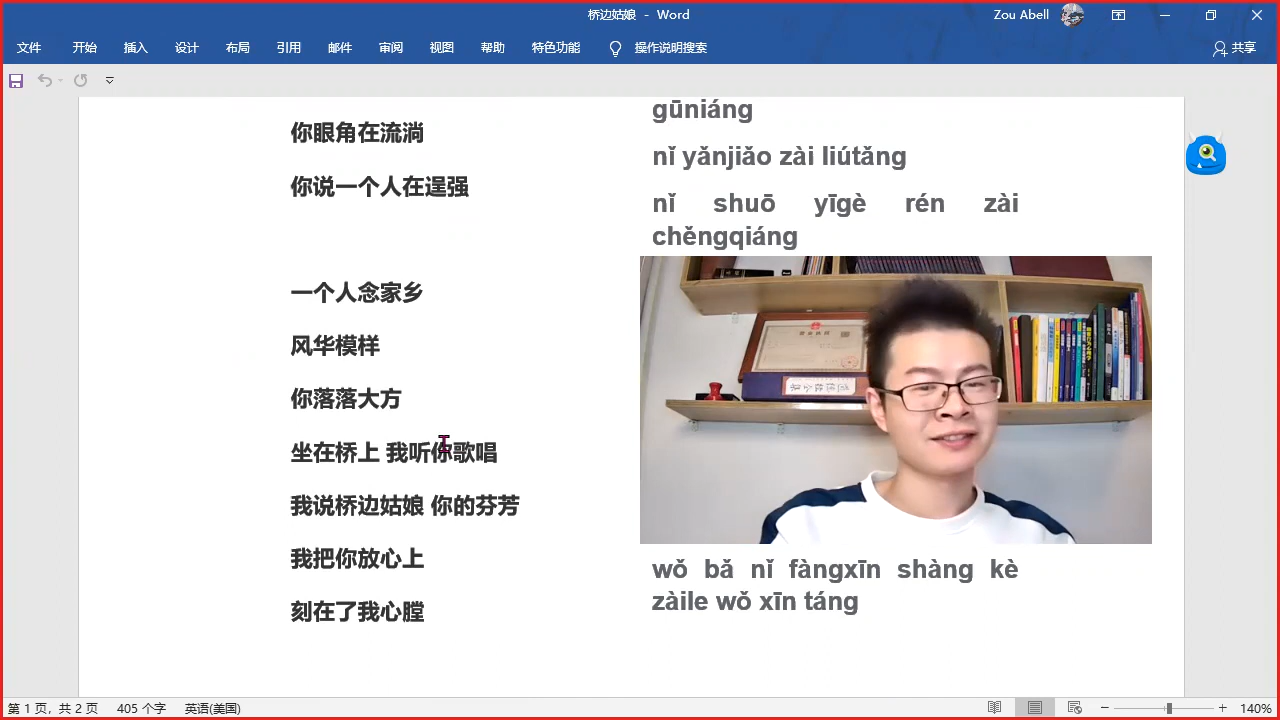 桥边姑娘 - Word
Zou Abell
文件 开始 插入 设计 布局 引用 邮件 审阅 视图 帮助 特色功能 操作说明搜索 共享
你眼角在流淌
你说一个人在逞强
一个人念家乡
风华模样
你落落大方
坐在桥上 我听你歌唱
我说桥边姑娘 你的芬芳
我把你放心上
刻在了我心膛
gūniáng
nǐ yǎnjiǎo zài liútǎng
nǐ shuō yīgè rén zài
chěngqiáng
wǒ bǎ nǐ fàngxīn shàng kè
zàile wǒ xīn táng
第 1 页，共 2 页 405 个字 英语(美国)
140%